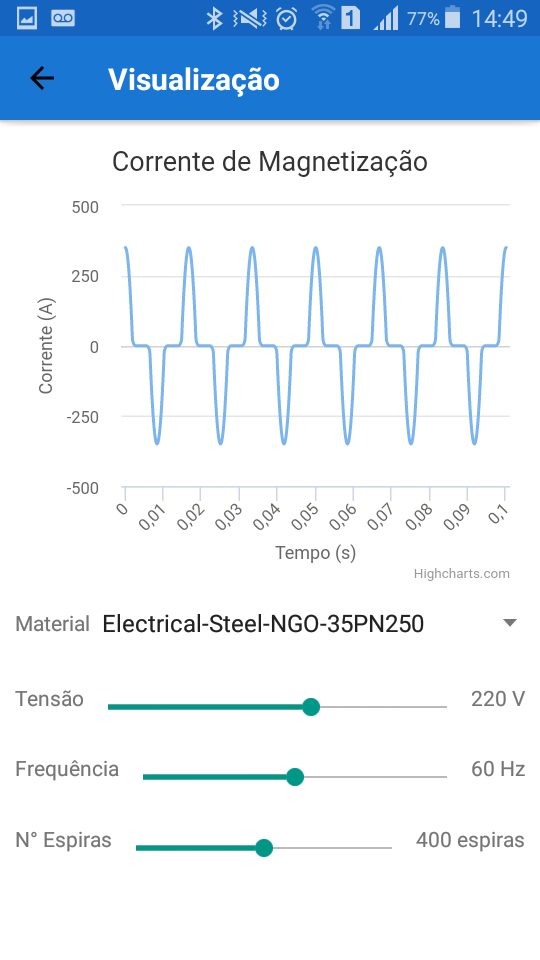 1 77% 14:49
Visualização
Corrente de Magnetização
500
250
0
-250
-500
Corrente (A)
0 0,01 0,02 0,03 0,04 0,05 0,06 0,07 0,08 0,09 0,1
Tempo (s)
Highcharts.com
Material Electrical-Steel-NGO-35PN250
Tensão 220 V
Frequência 60 Hz
N° Espiras 400 espiras